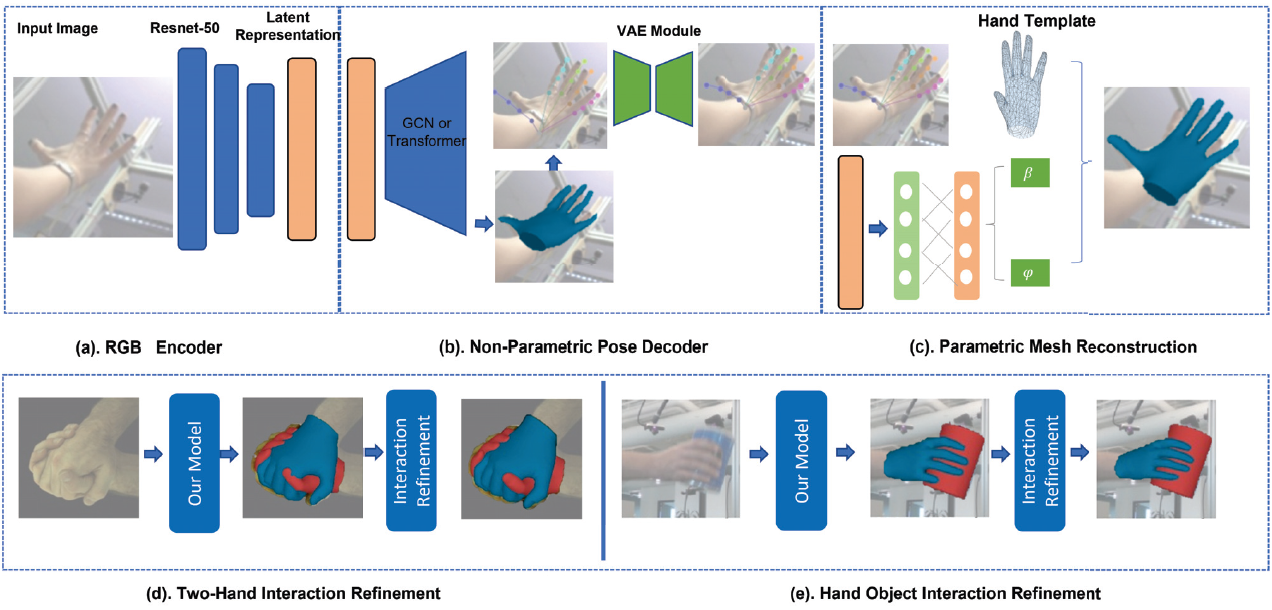 Input Image
Resnet-50
Latent
Representation
GCN or
Transformer
VAE Module
Hand Template
β
φ
(a). RGB Encoder
(b). Non-Parametric Pose Decoder
(c). Parametric Mesh Reconstruction
Our Model
Interaction
Refinement
Our Model
Interaction
Refinement
(d). Two-Hand Interaction Refinement
(e). Hand Object Interaction Refinement